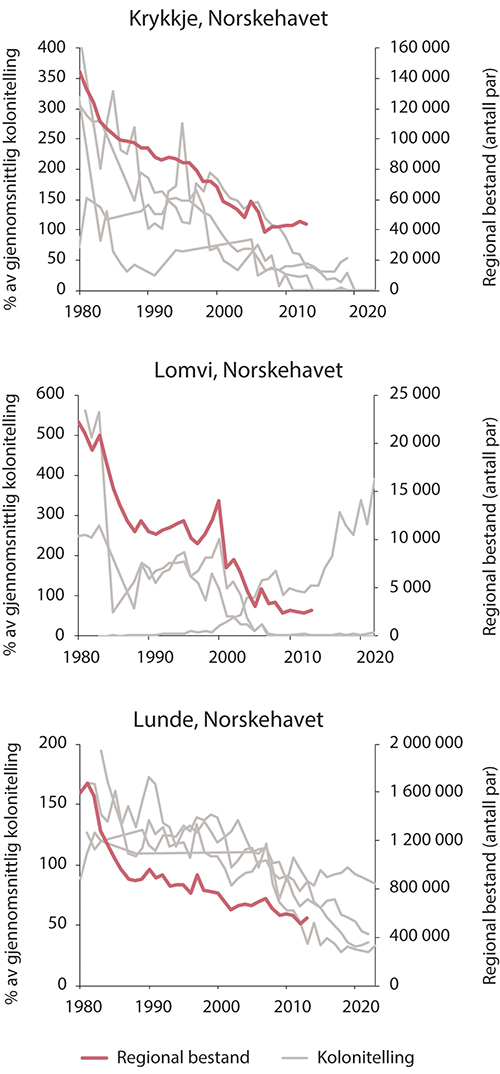 Krykkje, Norskehavet
% av gjennomsnittlig kolonitelling
400
350
300
250
200
150
100
50
0
160 000
140 000
120 000
100 000
80 000
60 000
40 000
20 000
0
Regional bestand (antall par)
1980 1990 2000 2010 2020
Lomvi, Norskehavet
% av gjennomsnittlig kolonitelling
600
500
400
300
200
100
0
25 000
20 000
15 000
10 000
5 000
0
Regional bestand (antall par)
1980 1990 2000 2010 2020
Lunde, Norskehavet
% av gjennomsnittlig kolonitelling
200
150
100
50
0
2 000 000
1 600 000
1 200 000
800 000
400 000
0
Regional bestand (antall par)
1980 1990 2000 2010 2020
Regional bestand Kolonitelling